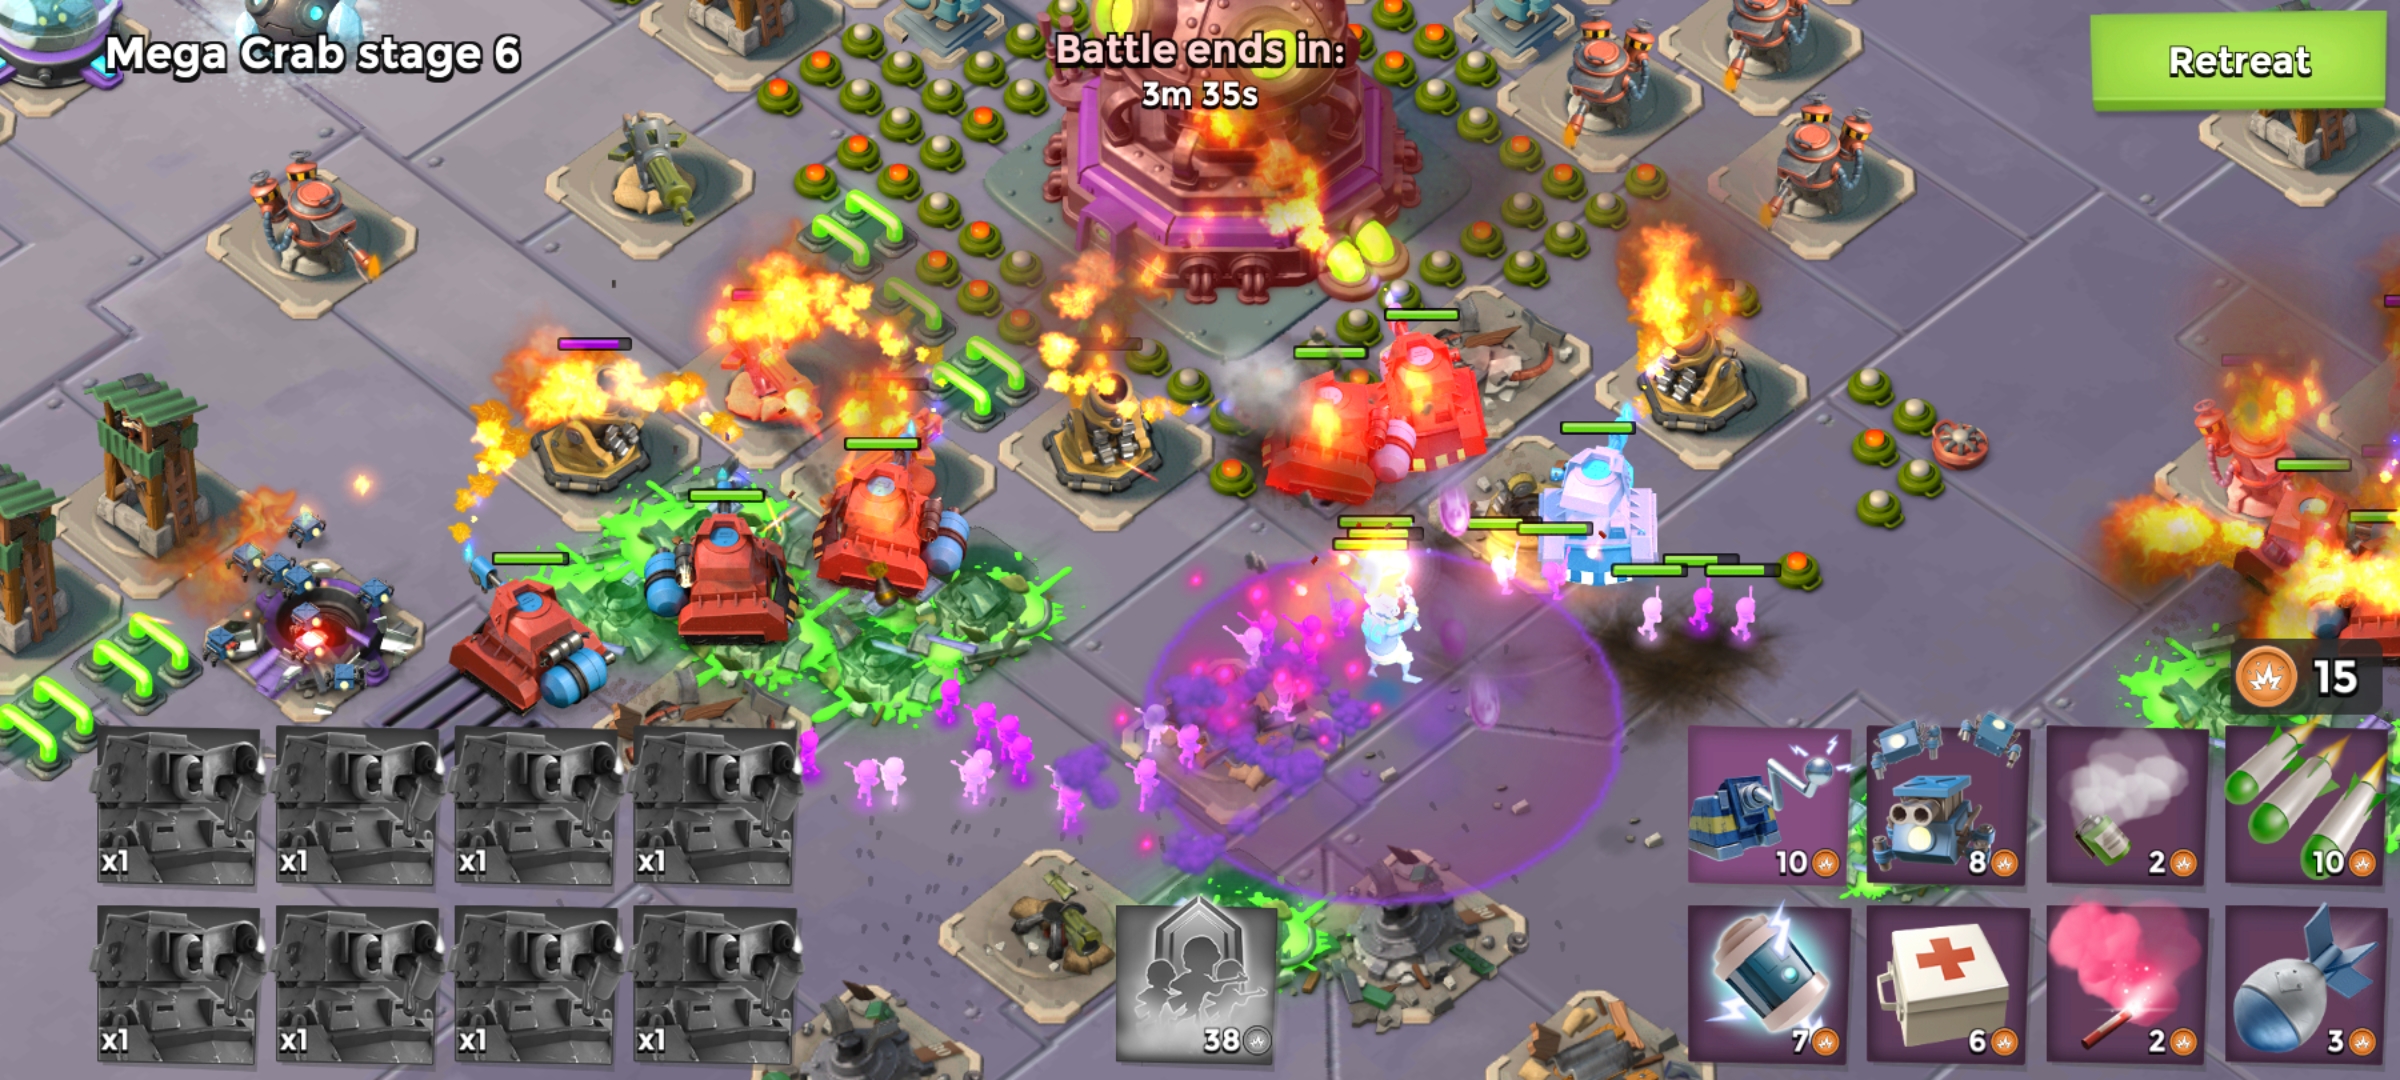 Mega Crab stage 6
Battle ends in:
3m 35s
Retreat
15
x1 x1 x1 x1
10 8 2 10
x1 x1 x1 x1
38
7 6 2 3